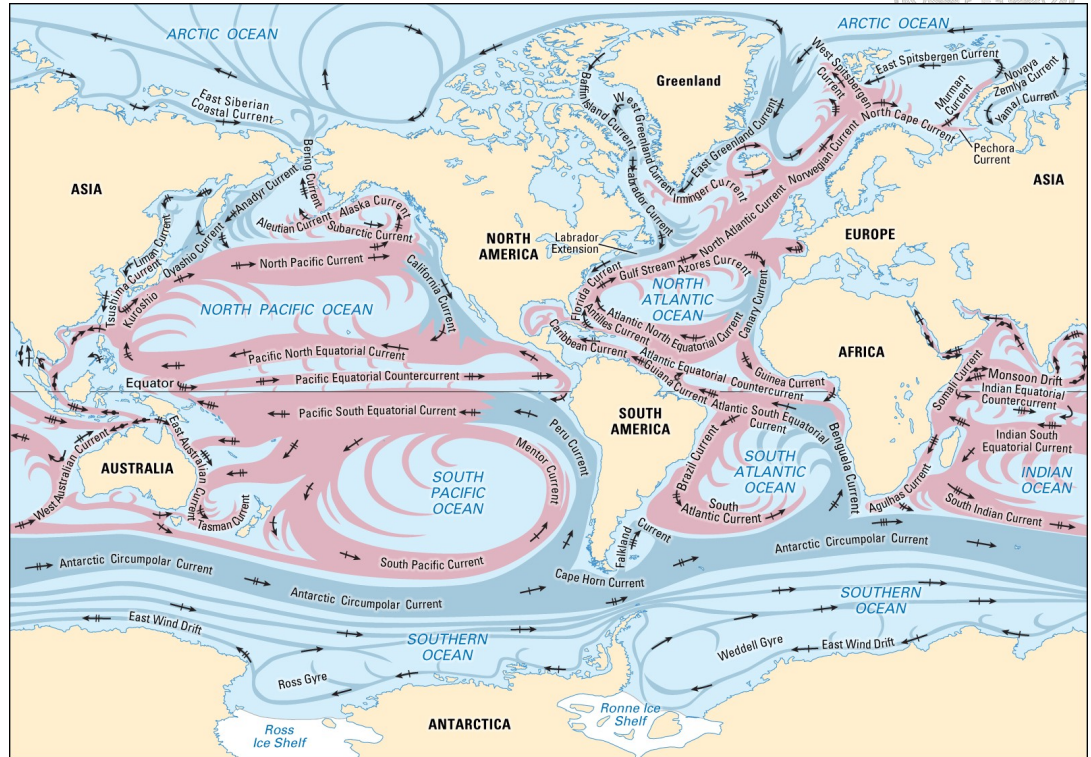 ARCTIC OCEAN
ARCTIC OCEAN
Greenland
West Spitsbergen
Current
East Spitsbergen Current
Novaya
Zemlya Current
Murman
Current
Yamal Current
North Cape Current
Pechora
Current
East Siberian
Coastal Current
Baffin Island Current
West Greenland Current
East Greenland Current
Norwegian Current
Irminger Current
Labrador Current
Labrador
Extension
Bering Current
Anadyr Current
ASIA
ASIA
Alaska Current
Aleutian Current
Subarctic Current
Liman Current
Oyashio Current
Tsushima Current
Kuroshio
North Pacific Current
NORTH
AMERICA
EUROPE
California Current
North Atlantic Current
Gulf Stream
Azores Current
Florida Current
NORTH PACIFIC OCEAN
NORTH
ATLANTIC
OCEAN
Canary Current
Antilles Current
Atlantic North Equatorial Current
Caribbean Current
AFRICA
Pacific North Equatorial Current
Equator
Pacific Equatorial Countercurrent
Atlantic Equatorial Countercurrent
Guiana Current
Guinea Current
Somali Current
Monsoon Drift
Indian Equatorial
Countercurrent
Pacific South Equatorial Current
SOUTH
AMERICA
Atlantic South Equatorial
Current
Indian South
Equatorial Current
Peru Current
Mentor Current
Brazil Current
Benguela Current
West Australian Current
AUSTRALIA
East Australian
Current
Tasman Current
SOUTH
PACIFIC
OCEAN
SOUTH
ATLANTIC
OCEAN
INDIAN
OCEAN
Agulhas Current
South Indian Current
South
Atlantic Current
Falkland
Current
South Pacific Current
Antarctic Circumpolar Current
Antarctic Circumpolar Current
Antarctic Circumpolar Current
Cape Horn Current
SOUTHERN
OCEAN
SOUTHERN
OCEAN
East Wind Drift
East Wind Drift
Weddell Gyre
Ross Gyre
Ross
Ice Shelf
Ronne Ice
Shelf
ANTARCTICA